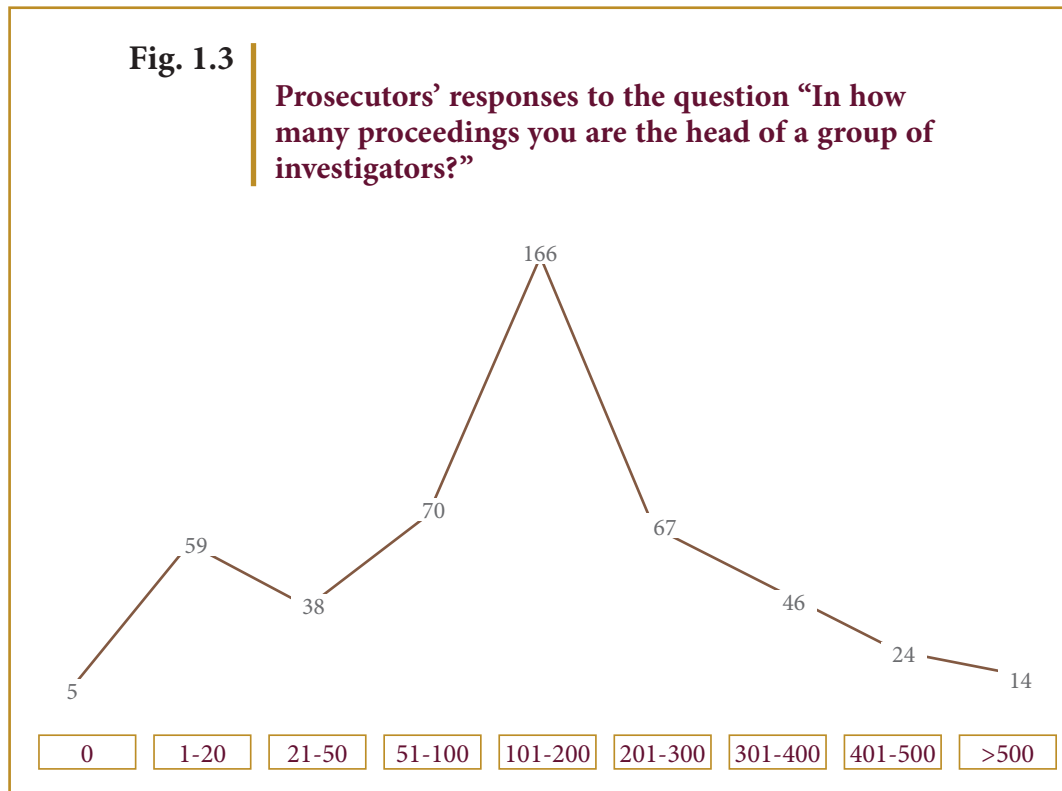 Fig. 1.3
Prosecutors’ responses to the question “In how
many proceedings you are the head of a group of
investigators?”
166
70
67
59
46
38
24
14
5
0 1-20 21-50 51-100 101-200 201-300 301-400 401-500 >500